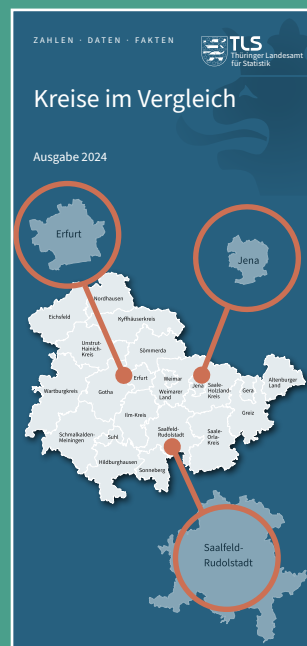 ZAHLEN · DATEN · FAKTEN
TLS
Thüringer Landesamt
für Statistik
Kreise im Vergleich
Ausgabe 2024
Erfurt
Jena
Nordhausen
Eichsfeld
Kyffhäuserkreis
Unstrut-
Hainich-
Kreis
Sömmerda
Wartburgkreis
Gotha
Erfurt
Weimar
Weimarer
Land
Jena
Saale-
Holzland-
Kreis
Gera
Altenburger
Land
Ilm-Kreis
Greiz
Schmalkalden-
Meiningen
Suhl
Saalfeld-
Rudolstadt
Saale-
Orla-
Kreis
Hildburghausen
Sonneberg
Saalfeld-
Rudolstadt